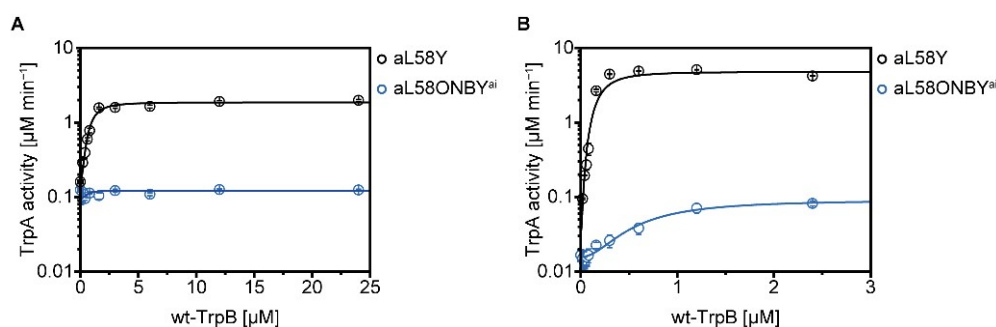 A
10
1
0.1
0.01
TrpA activity [µM min⁻¹]
0 5 10 15 20 25
wt-TrpB [µM]
aL58Y
aL58ONBYᵃⁱ
B
10
1
0.1
0.01
TrpA activity [µM min⁻¹]
0 1 2 3
wt-TrpB [µM]
aL58Y
aL58ONBYᵃⁱ